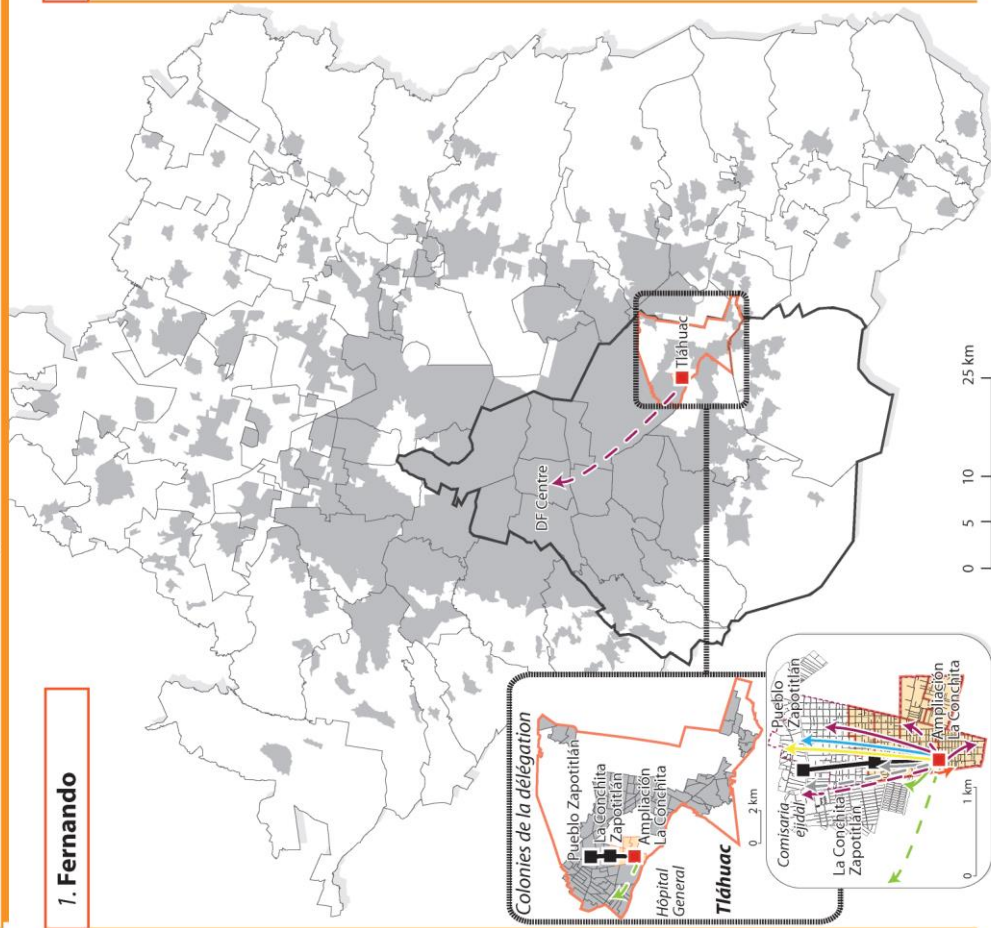 1. Fernando
DF Centre
Tláhuac
0 5 10 25 km
Colonies de la délégation
Pueblo Zapotitlán
La Conchita
Zapotitlán
Ampliación
La Conchita
Hôpital
General
Tláhuac
0 2 km
Comisaria
ejidal
Pueblo
Zapotitlán
La Conchita
Zapotitlán
Ampliación
La Conchita
0 1 km